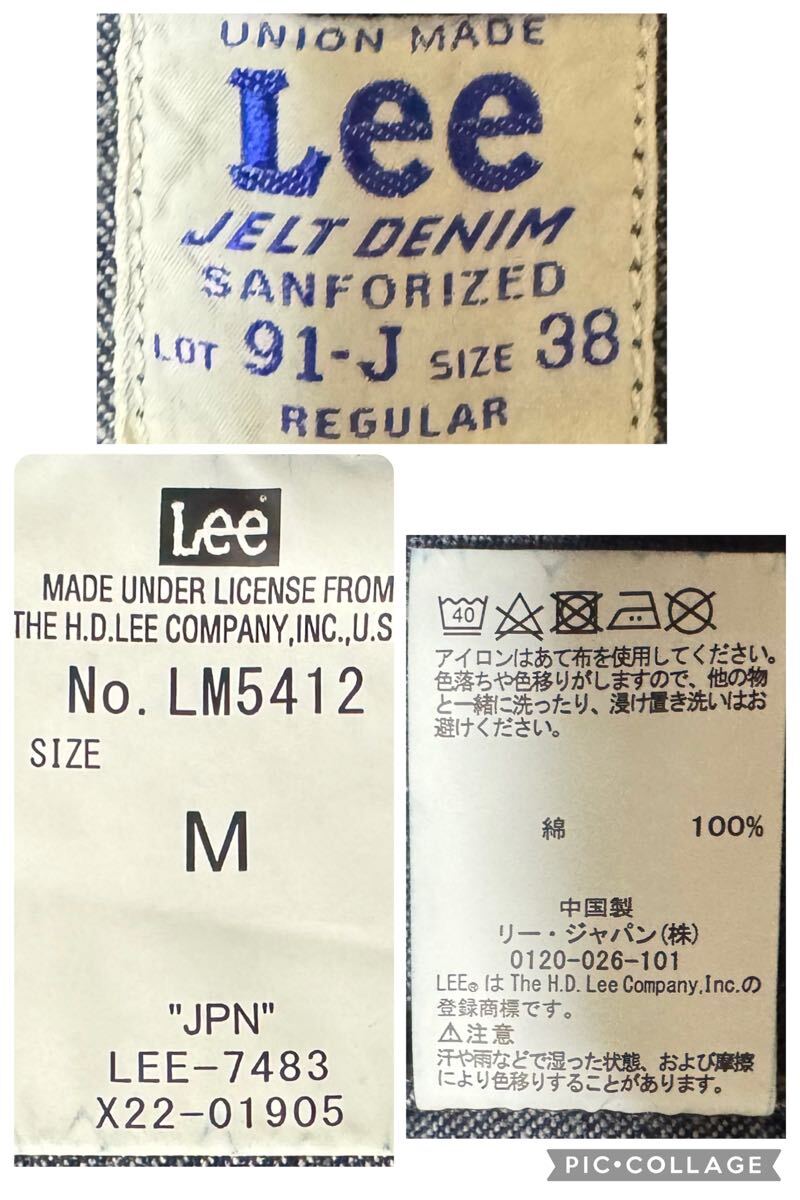 UNION MADE
Lee
JELT DENIM
SANFORIZED
LOT 91-J SIZE 38
REGULAR
Lee
MADE UNDER LICENSE FROM
THE H.D.LEE COMPANY,INC.,U.S
No. LM5412
SIZE
M
"JPN"
LEE-7483
X22-01905
40
アイロンはあて布を使用してください。
色落ちや色移りがしますので、他の物
と一緒に洗ったり、浸け置き洗いはお
避けください。
綿 100%
中国製
リー・ジャパン(株)
0120-026-101
LEE®は The H.D. Lee Company,Inc.の
登録商標です。
⚠注意
汗や雨などで湿った状態、および摩擦
により色移りすることがあります。
PIC•COLLAGE